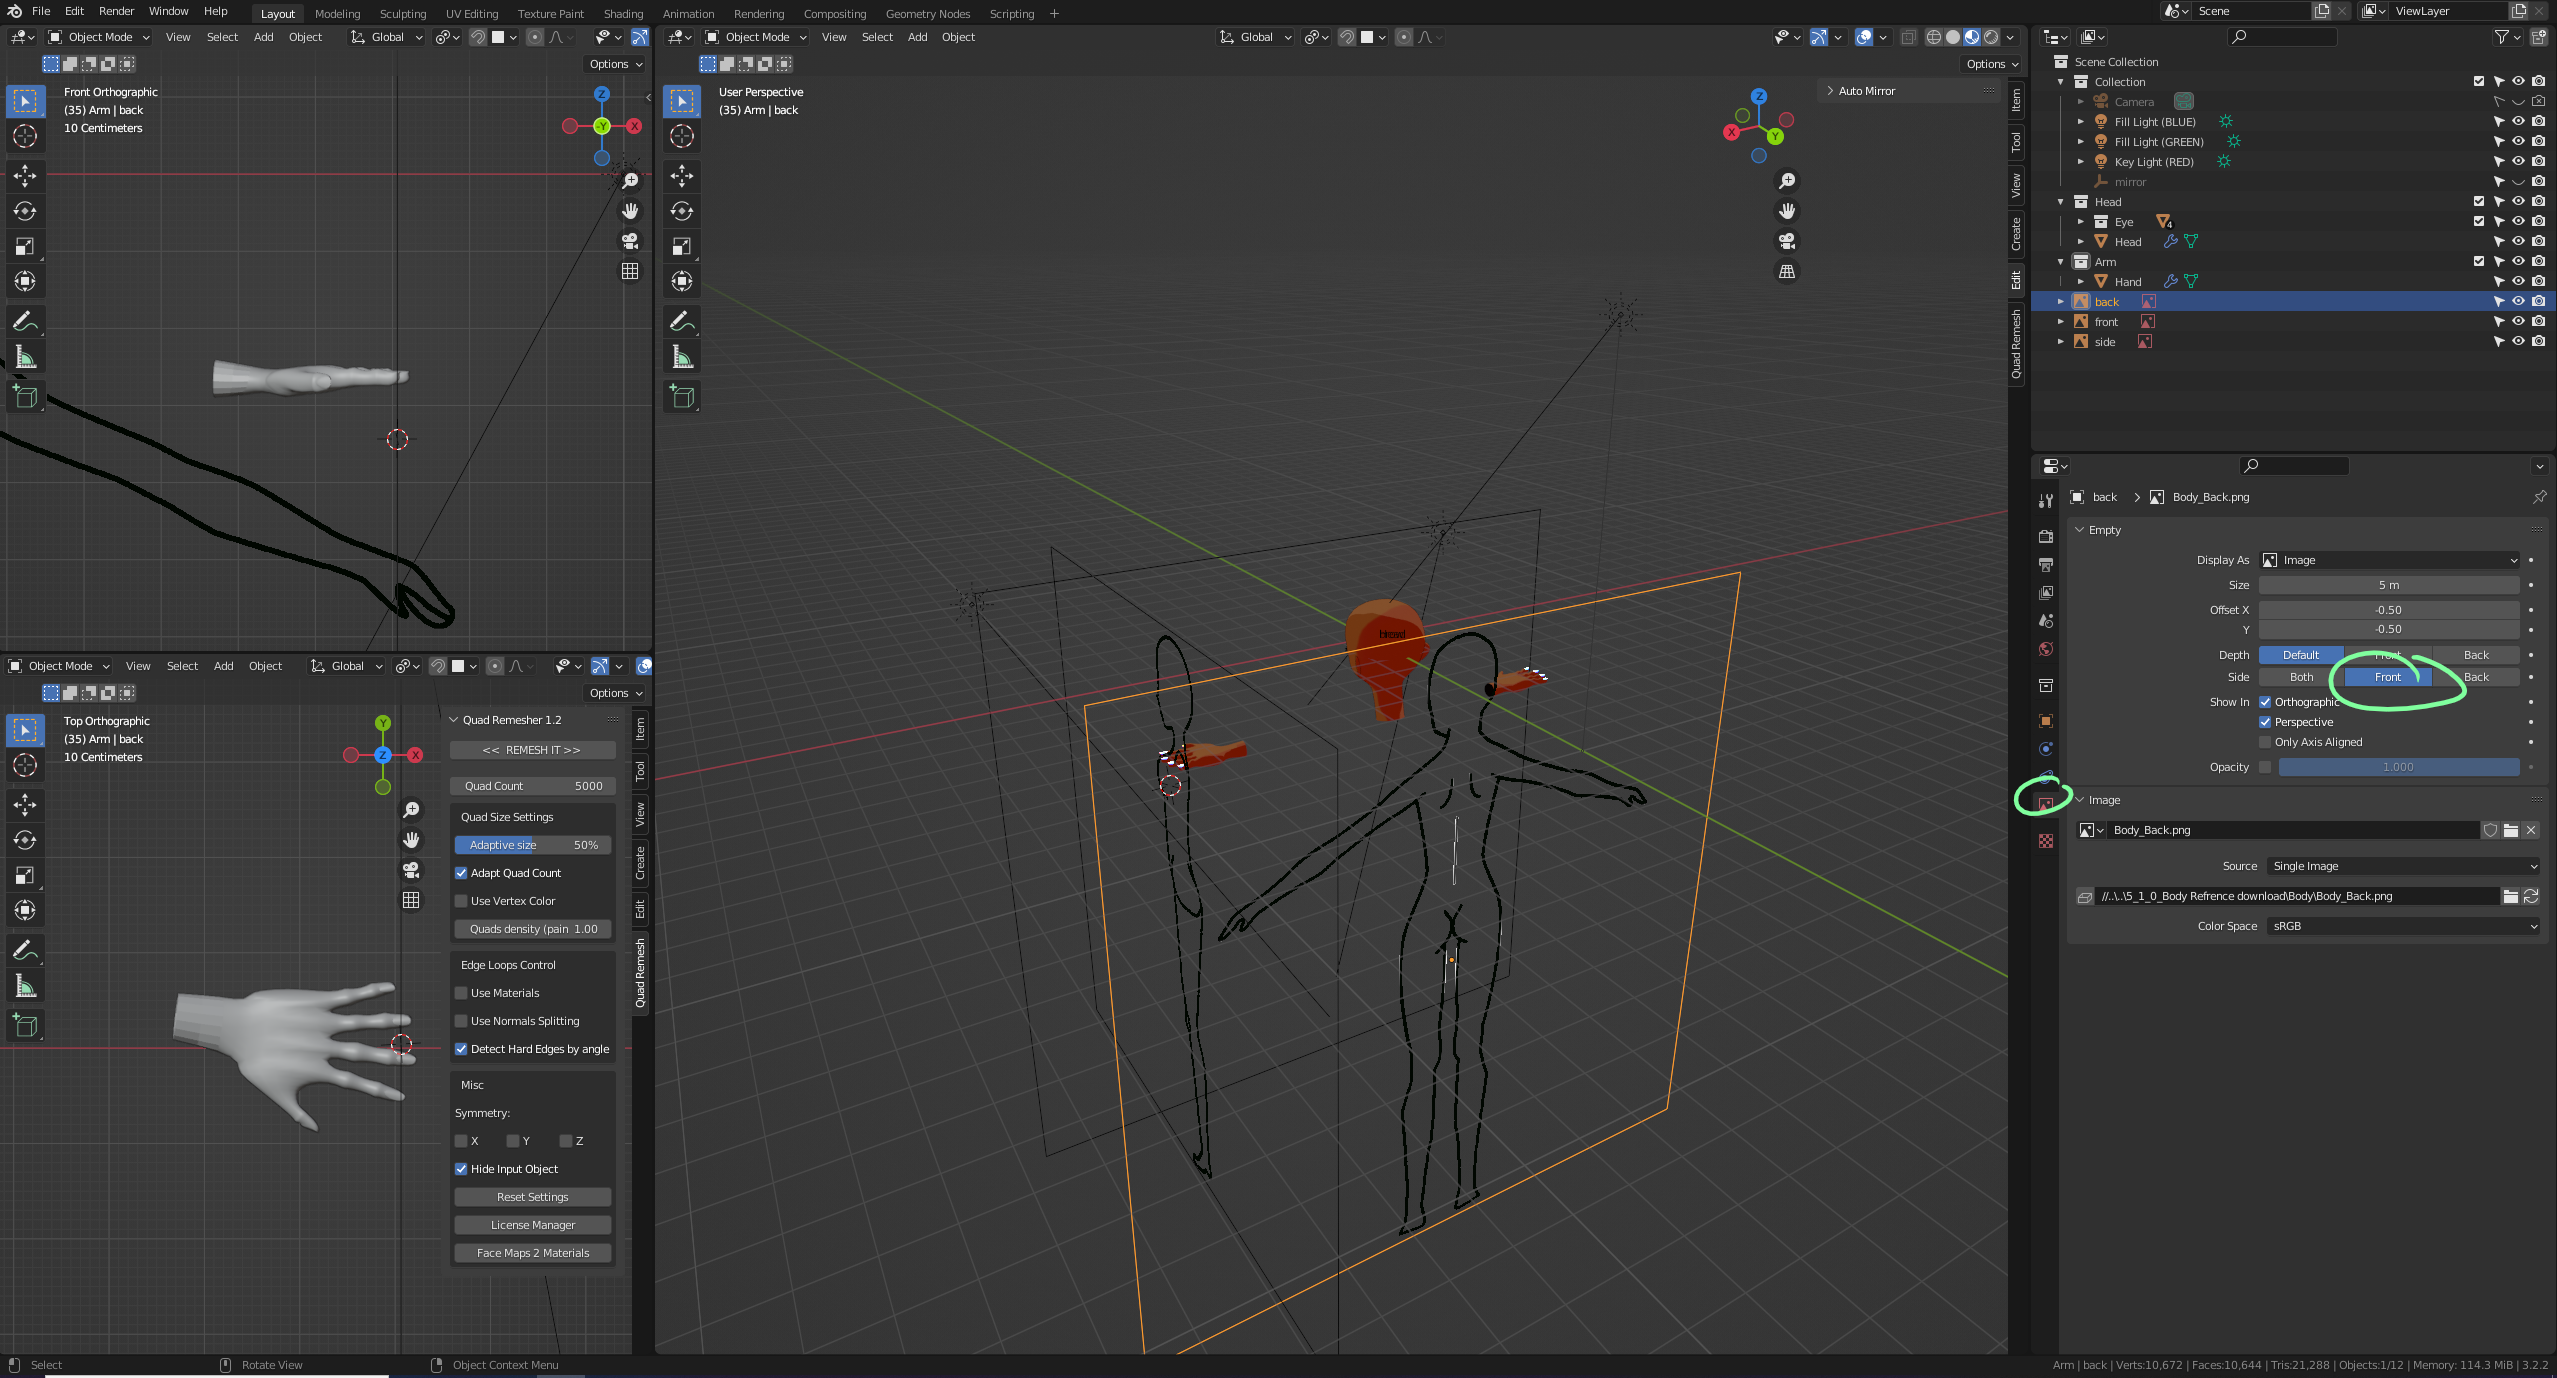 File Edit Render Window Help Layout Modeling Sculpting UV Editing Texture Paint Shading Animation Rendering Compositing Geometry Nodes Scripting + Scene ViewLayer
Object Mode View Select Add Object Global
Options
Front Orthographic
(35) Arm | back
10 Centimeters
Z
-Y
X
Object Mode View Select Add Object Global
Options
User Perspective
(35) Arm | back
Z
X
Y
Auto Mirror
Item
Tool
View
Create
Edit
Quad Remesh
bread
Object Mode View Select Add Object Global
Options
Top Orthographic
(35) Arm | back
10 Centimeters
Y
Z
X
Quad Remesher 1.2
<< REMESH IT >>
Quad Count 5000
Quad Size Settings
Adaptive size 50%
Adapt Quad Count
Use Vertex Color
Quads density (pain 1.00
Edge Loops Control
Use Materials
Use Normals Splitting
Detect Hard Edges by angle
Misc
Symmetry:
X Y Z
Hide Input Object
Reset Settings
License Manager
Face Maps 2 Materials
Item
Tool
View
Create
Edit
Quad Remesh
Scene Collection
Collection
Camera
Fill Light (BLUE)
Fill Light (GREEN)
Key Light (RED)
mirror
Head
Eye 4
Head
Arm
Hand
back
front
side
back > Body_Back.png
Empty
Display As Image
Size 5 m
Offset X -0.50
Y -0.50
Depth Default Front Back
Side Both Front Back
Show In Orthographic
Perspective
Only Axis Aligned
Opacity 1.000
Image
Body_Back.png
Source Single Image
//..\..\5_1_0_Body Refrence download\Body\Body_Back.png
Color Space sRGB
Select Rotate View Object Context Menu
Arm | back | Verts:10,672 | Faces:10,644 | Tris:21,288 | Objects:1/12 | Memory: 114.3 MiB | 3.2.2